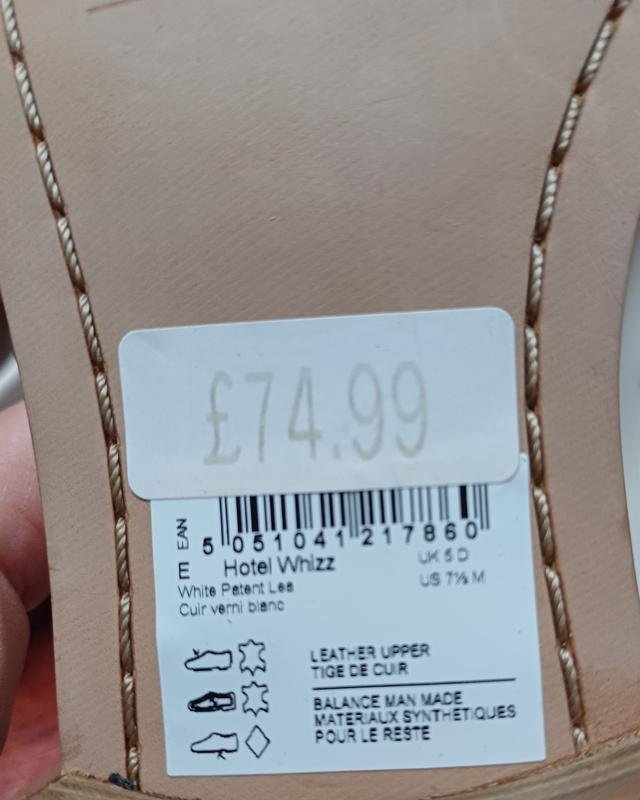 £74.99
EAN
5 051041 217860
E Hotel Whizz UK 5 D
White Patent Lea US 7½ M
Cuir verni blanc
LEATHER UPPER
TIGE DE CUIR
BALANCE MAN MADE
MATERIAUX SYNTHETIQUES
POUR LE RESTE